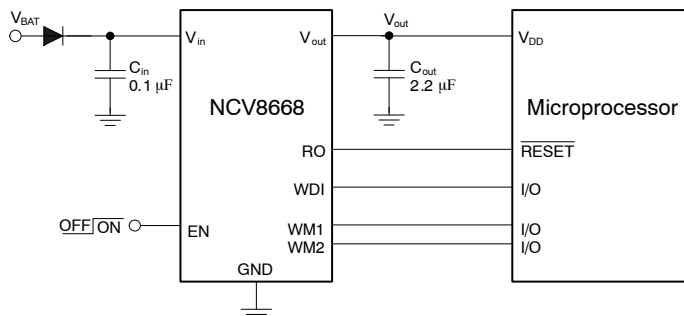 VBAT
Vin
Vout
Vout
VDD
Cin
0.1 µF
Cout
2.2 µF
NCV8668
Microprocessor
RO
RESET
WDI
I/O
OFF ON
EN
WM1
I/O
WM2
I/O
GND